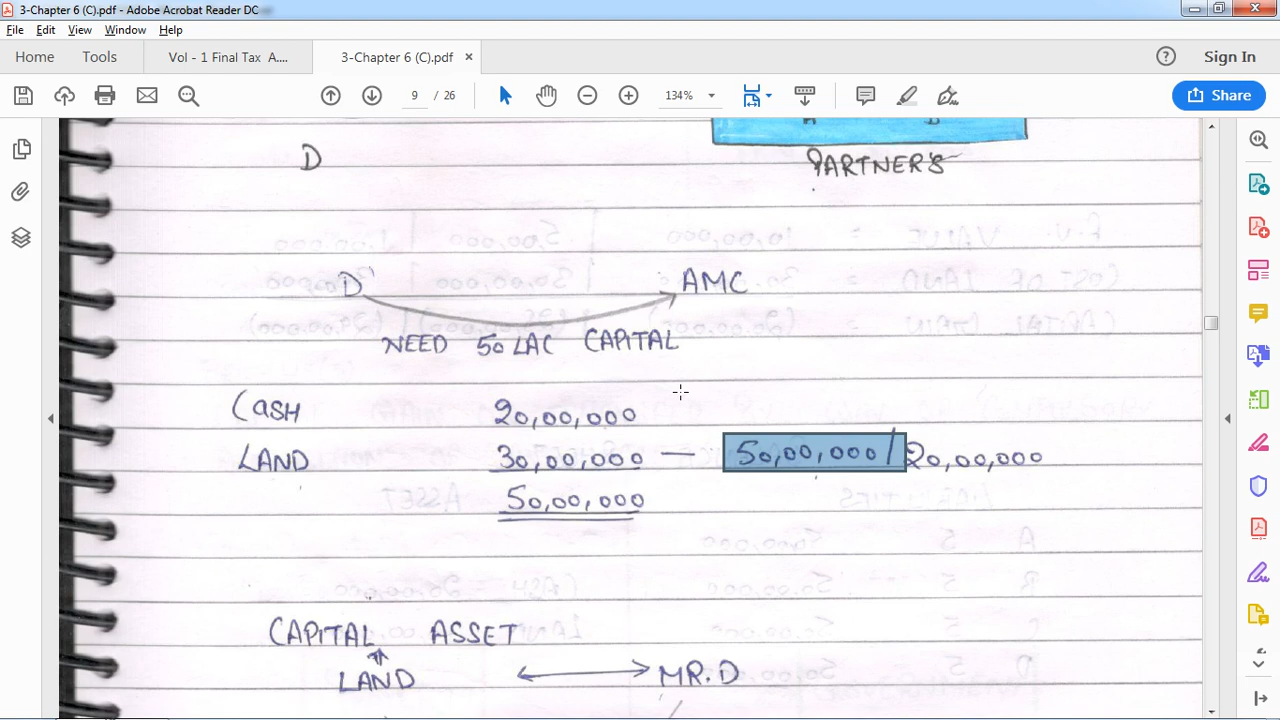 3-Chapter 6 (C).pdf - Adobe Acrobat Reader DC
File Edit View Window Help
Home Tools Vol - 1 Final Tax A.... 3-Chapter 6 (C).pdf × Sign In
9 / 26 134% Share
D
PARTNER'S
D AMC
NEED 50 LAC CAPITAL
CASH 20,00,000
LAND 30,00,000 — 50,00,000 / 20,00,000
50,00,000
CAPITAL ASSET
LAND MR. D